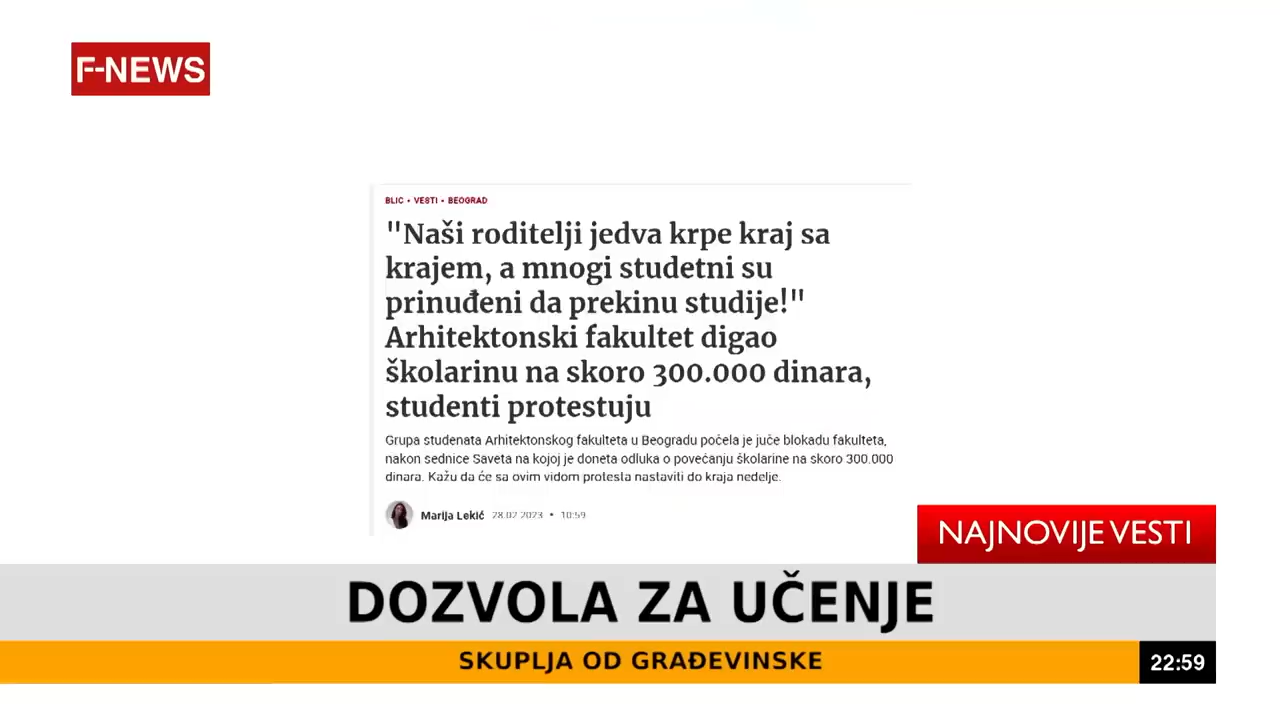 F-NEWS
BLIC • VESTI • BEOGRAD
"Naši roditelji jedva krpe kraj sa
krajem, a mnogi studetni su
prinuđeni da prekinu studije!"
Arhitektonski fakultet digao
školarinu na skoro 300.000 dinara,
studenti protestuju
Grupa studenata Arhitektonskog fakulteta u Beogradu počela je juče blokadu fakulteta,
nakon sednice Saveta na kojoj je doneta odluka o povećanju školarine na skoro 300.000
dinara. Kažu da će sa ovim vidom protesta nastaviti do kraja nedelje.
Marija Lekić 28.02.2023 • 10:59
NAJNOVIJE VESTI
DOZVOLA ZA UČENJE
SKUPLJA OD GRAĐEVINSKE
22:59